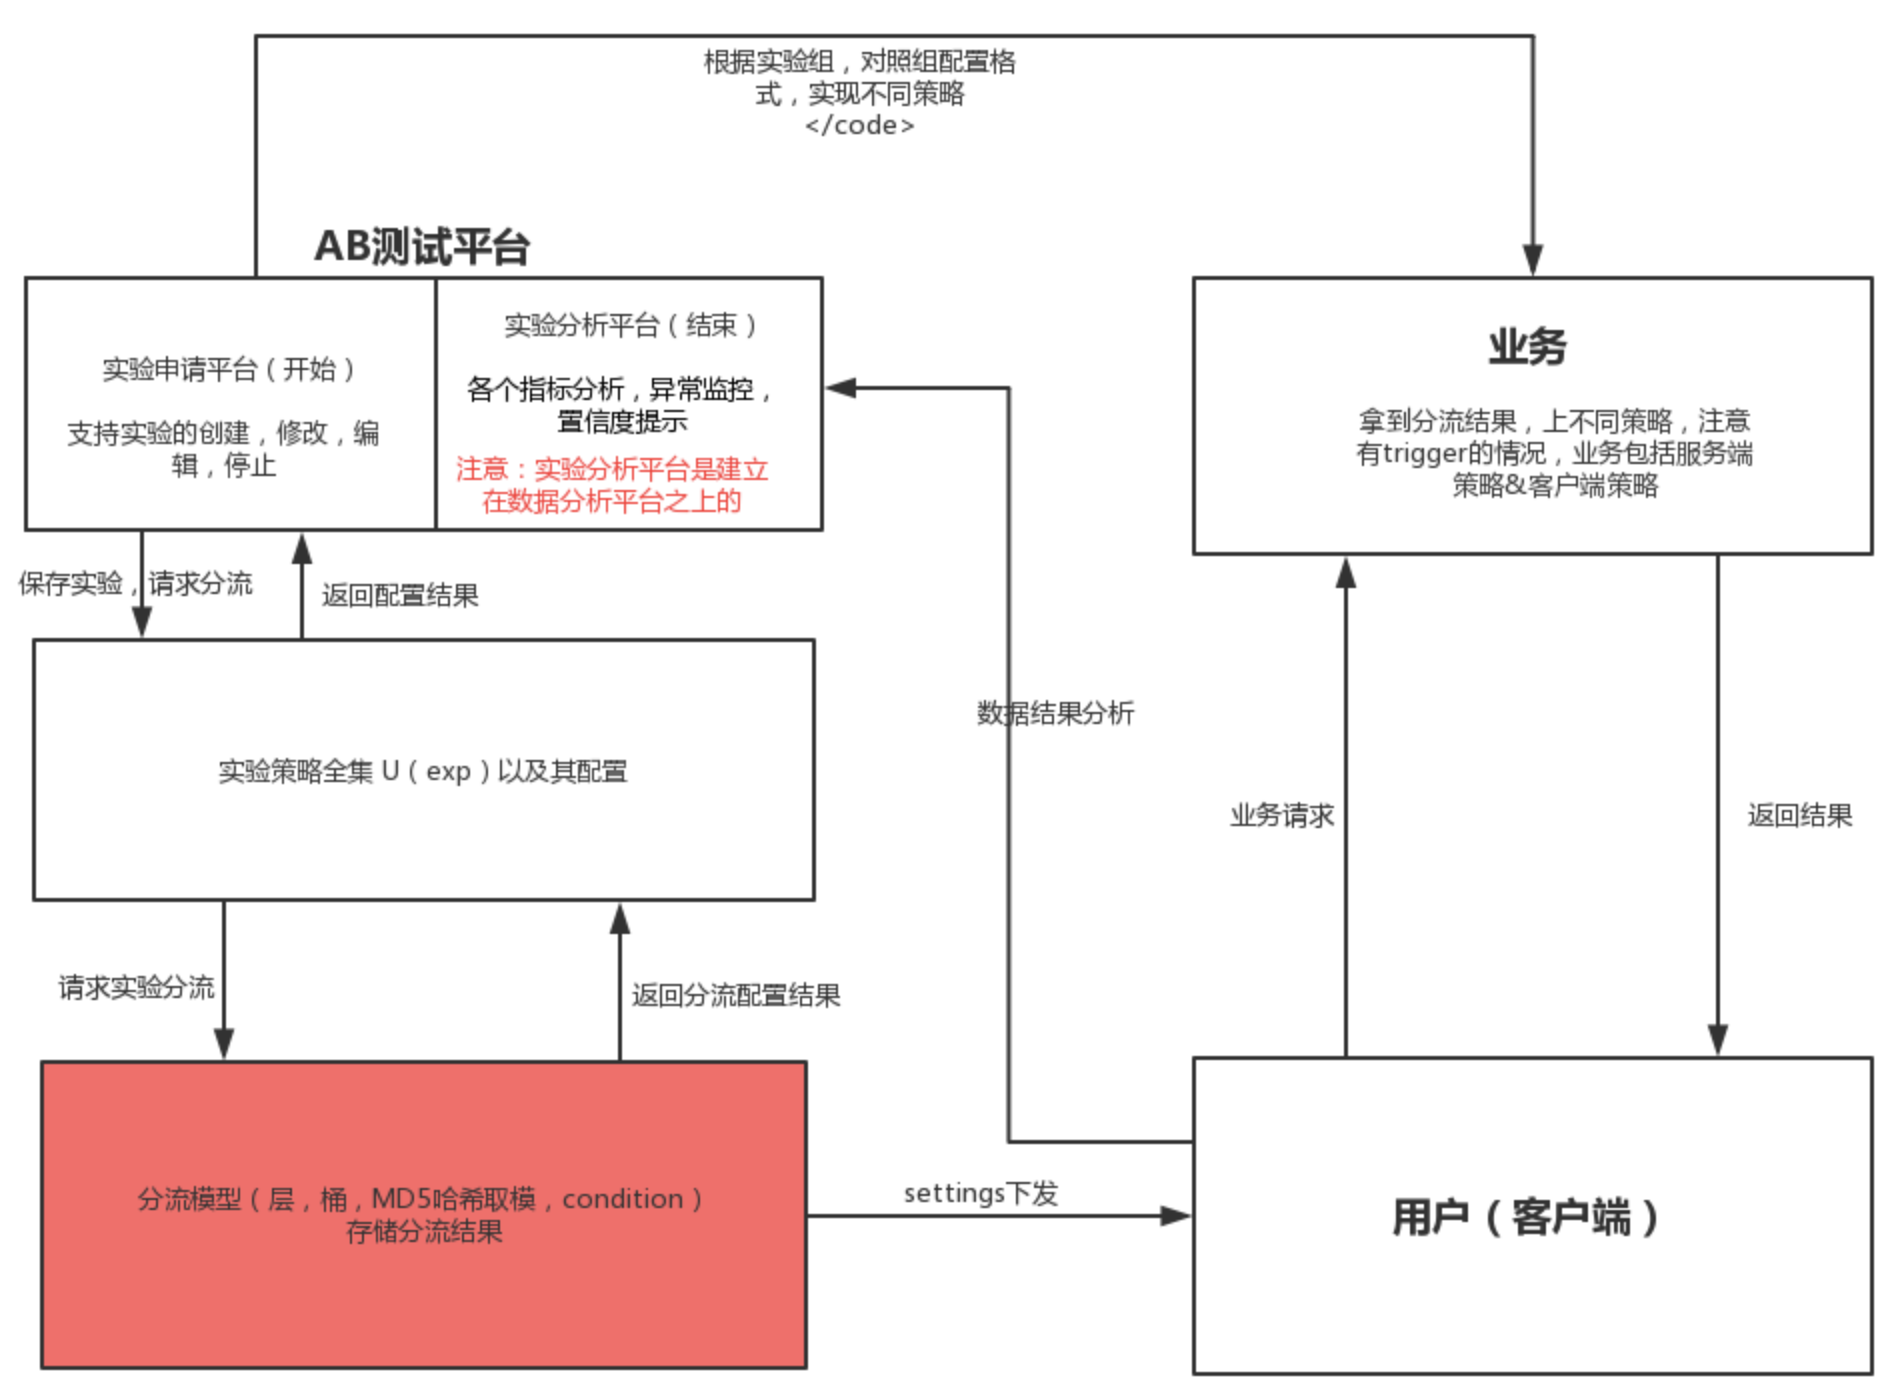 根据实验组，对照组配置格
式，实现不同策略
</code>
AB测试平台
实验申请平台（开始）
支持实验的创建，修改，编
辑，停止
实验分析平台（结束）
各个指标分析，异常监控，
置信度提示
注意：实验分析平台是建立
在数据分析平台之上的
业务
拿到分流结果，上不同策略，注意
有trigger的情况，业务包括服务端
策略&客户端策略
保存实验，请求分流
返回配置结果
实验策略全集 U（exp）以及其配置
数据结果分析
业务请求
返回结果
请求实验分流
返回分流配置结果
分流模型（层，桶，MD5哈希取模，condition）
存储分流结果
settings下发
用户（客户端）